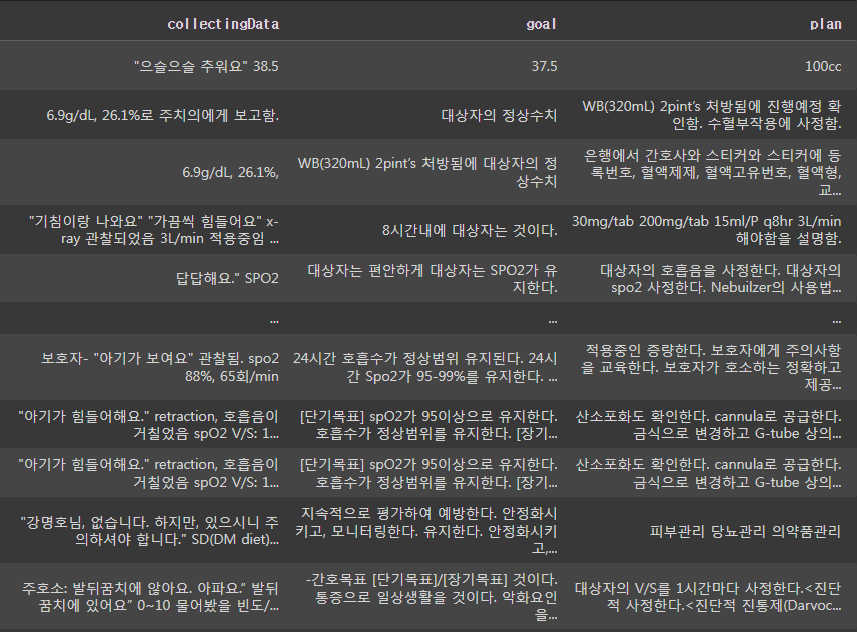 collectingData goal plan
"으슬으슬 추워요" 38.5 37.5 100cc
6.9g/dL, 26.1%로 주치의에게 보고함. 대상자의 정상수치 WB(320mL) 2pint's 처방됨에 진행예정 확
인함. 수혈부작용에 사정함.
6.9g/dL, 26.1%, WB(320mL) 2pint's 처방됨에 대상자의 정
상수치 은행에서 간호사와 스티커와 스티커에 등
록번호, 혈액제제, 혈액고유번호, 혈액형,
교...
"기침이랑 나와요" "가끔씩 힘들어요" x-
ray 관찰되었음 3L/min 적용중임 ... 8시간내에 대상자는 것이다. 30mg/tab 200mg/tab 15ml/P q8hr 3L/min
해야함을 설명함.
답답해요." SPO2 대상자는 편안하게 대상자는 SPO2가 유
지한다. 대상자의 호흡음을 사정한다. 대상자의
spo2 사정한다. Nebuilzer의 사용법...
... ... ...
보호자- "아기가 보여요" 관찰됨. spo2
88%, 65회/min 24시간 호흡수가 정상범위 유지된다. 24시
간 Spo2가 95-99%를 유지한다. ... 적용중인 증량한다. 보호자에게 주의사항
을 교육한다. 보호자가 호소하는 정확하고
제공...
"아기가 힘들어해요." retraction, 호흡음이
거칠었음 spO2 V/S: 1... [단기목표] spO2가 95이상으로 유지한다.
호흡수가 정상범위를 유지한다. [장기... 산소포화도 확인한다. cannula로 공급한다.
금식으로 변경하고 G-tube 상의...
"아기가 힘들어해요." retraction, 호흡음이
거칠었음 spO2 V/S: 1... [단기목표] spO2가 95이상으로 유지한다.
호흡수가 정상범위를 유지한다. [장기... 산소포화도 확인한다. cannula로 공급한다.
금식으로 변경하고 G-tube 상의...
"강명호님, 없습니다. 하지만, 있으시니 주
의하셔야 합니다." SD(DM diet)... 지속적으로 평가하여 예방한다. 안정화시
키고, 모니터링한다. 유지한다. 안정화시키
고,... 피부관리 당뇨관리 의약품관리
주호소: 발뒤꿈치에 않아요. 아파요.” 발뒤
꿈치에 있어요” 0~10 물어봤을 빈도/... -간호목표 [단기목표]/[장기목표] 것이다.
통증으로 일상생활을 것이다. 악화요인
을... 대상자의 V/S를 1시간마다 사정한다.<진단
적 사정한다.<진단적 진통제(Darvoc...